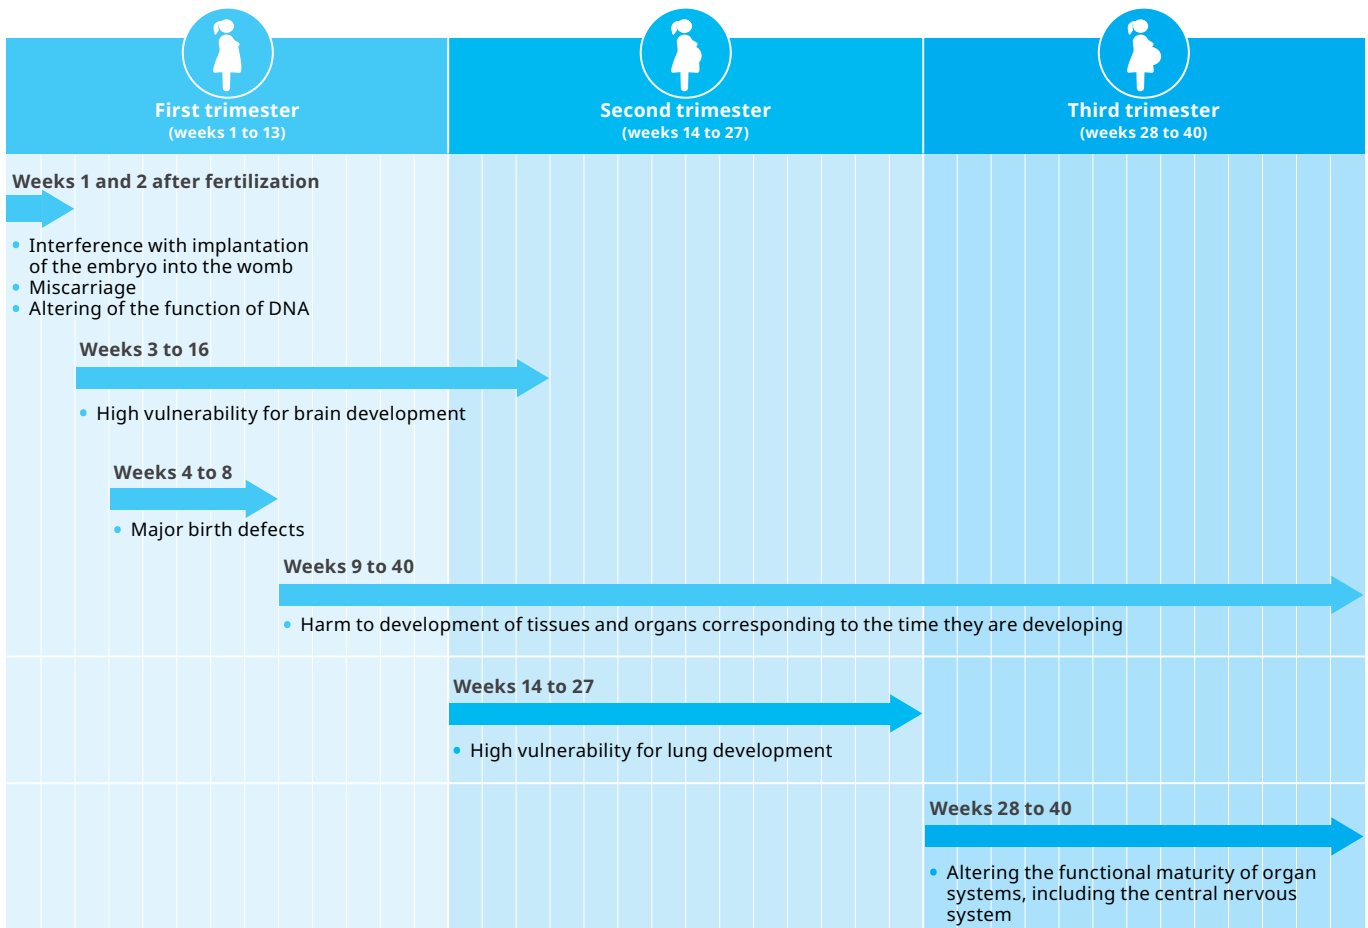 First trimester
(weeks 1 to 13)
Second trimester
(weeks 14 to 27)
Third trimester
(weeks 28 to 40)
Weeks 1 and 2 after fertilization
• Interference with implantation
of the embryo into the womb
• Miscarriage
• Altering of the function of DNA
Weeks 3 to 16
• High vulnerability for brain development
Weeks 4 to 8
• Major birth defects
Weeks 9 to 40
• Harm to development of tissues and organs corresponding to the time they are developing
Weeks 14 to 27
• High vulnerability for lung development
Weeks 28 to 40
• Altering the functional maturity of organ
systems, including the central nervous
system